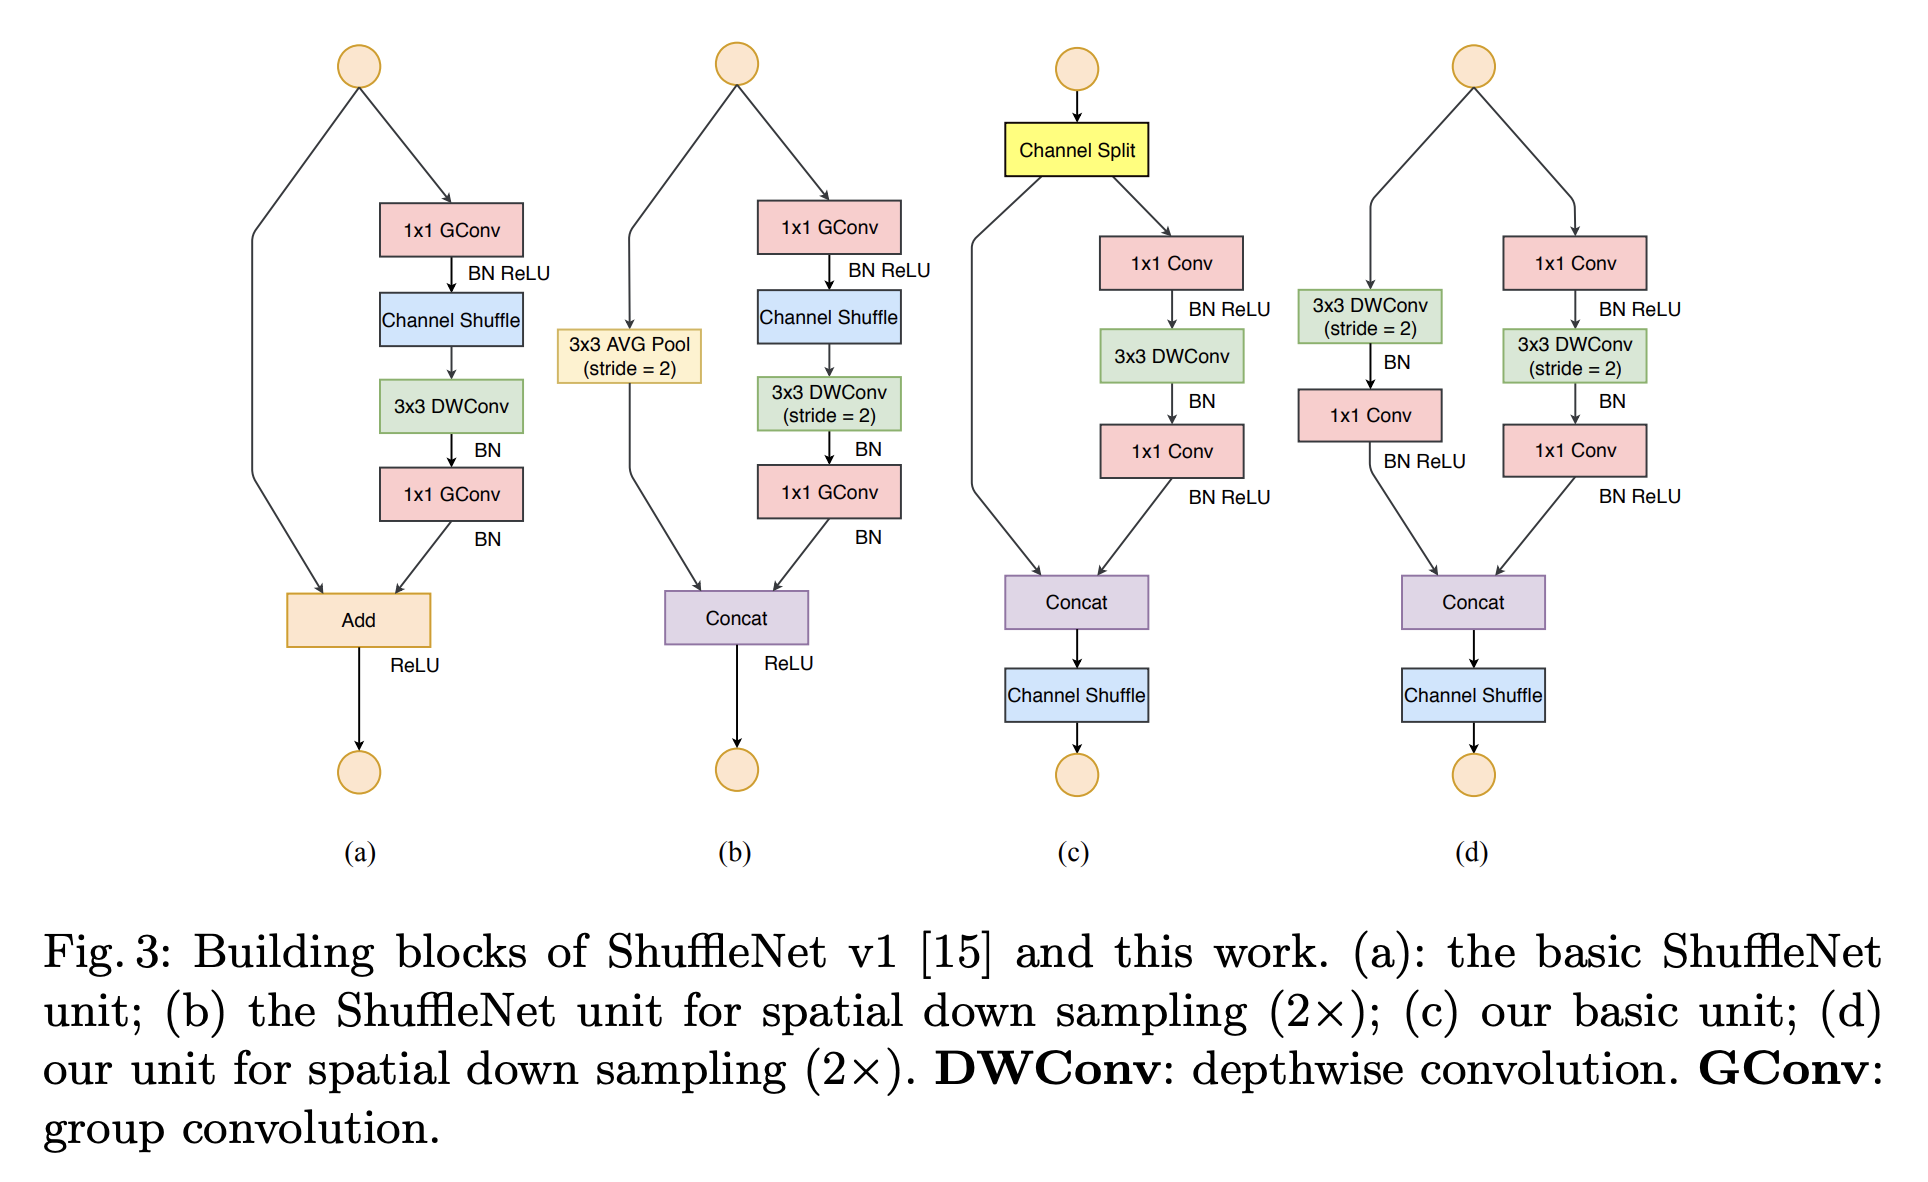 1x1 GConv
BN ReLU
Channel Shuffle
3x3 DWConv
BN
1x1 GConv
BN
Add
ReLU
(a)
3x3 AVG Pool
(stride = 2)
1x1 GConv
BN ReLU
Channel Shuffle
3x3 DWConv
(stride = 2)
BN
1x1 GConv
BN
Concat
ReLU
(b)
Channel Split
1x1 Conv
BN ReLU
3x3 DWConv
BN
1x1 Conv
BN ReLU
Concat
Channel Shuffle
(c)
3x3 DWConv
(stride = 2)
BN
1x1 Conv
BN ReLU
1x1 Conv
BN ReLU
3x3 DWConv
(stride = 2)
BN
1x1 Conv
BN ReLU
Concat
Channel Shuffle
(d)
Fig. 3: Building blocks of ShuffleNet v1 [15] and this work. (a): the basic ShuffleNet
unit; (b) the ShuffleNet unit for spatial down sampling (2×); (c) our basic unit; (d)
our unit for spatial down sampling (2×). DWConv: depthwise convolution. GConv:
group convolution.